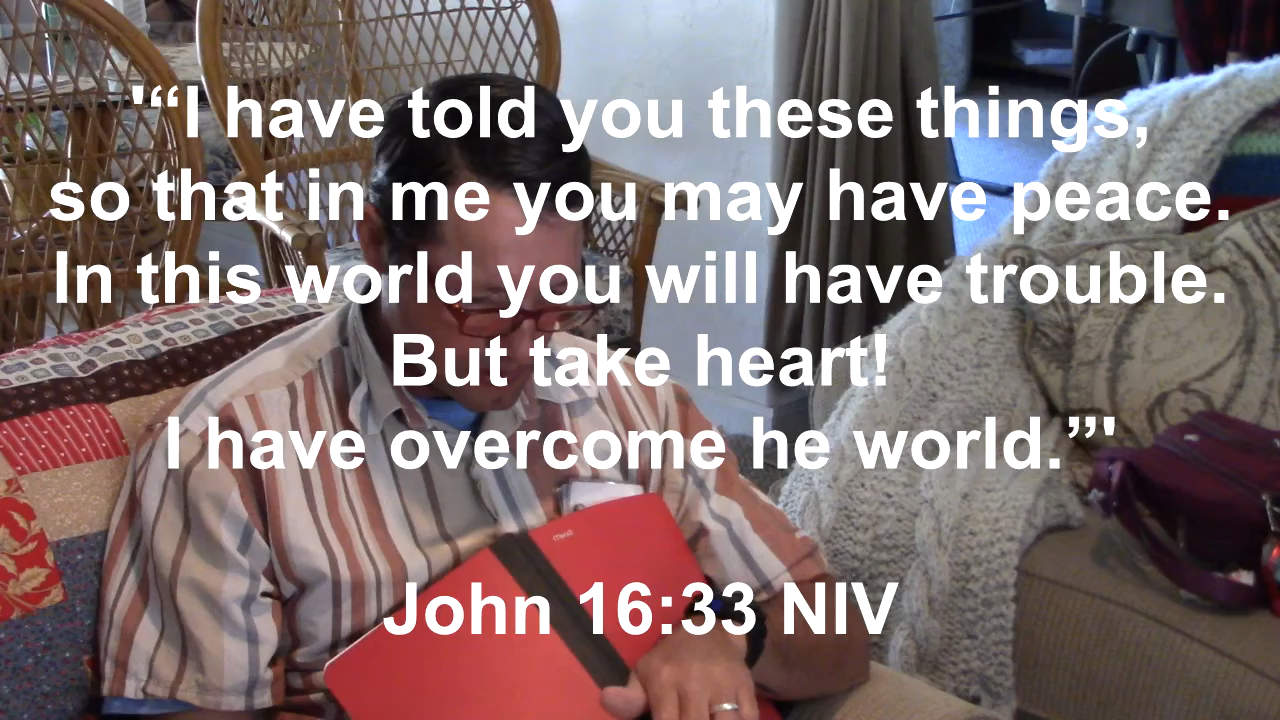 '“I have told you these things,
so that in me you may have peace.
In this world you will have trouble.
But take heart!
I have overcome he world.”'
Mead
John 16:33 NIV